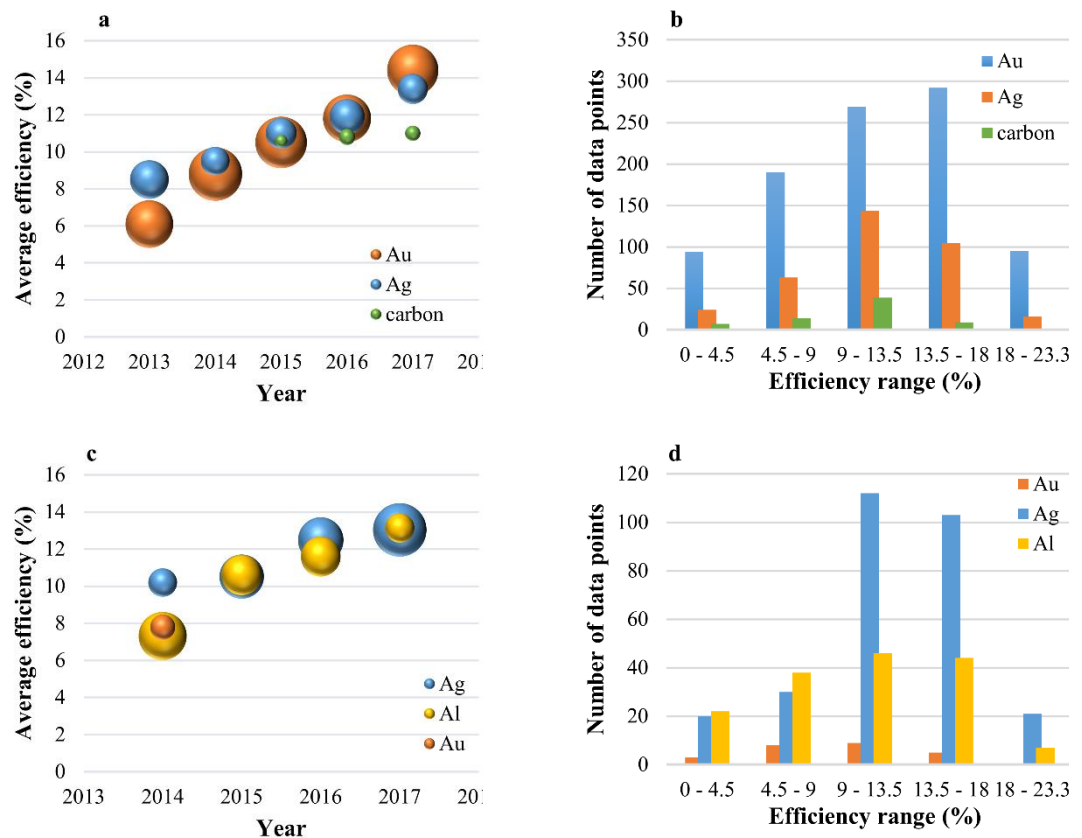 a
16
14
12
10
8
6
4
2
0
Average efficiency (%)
Au
Ag
carbon
2012 2013 2014 2015 2016 2017 201
Year
b
350
300
250
200
150
100
50
0
Number of data points
Au
Ag
carbon
0 - 4.5 4.5 - 9 9 - 13.5 13.5 - 18 18 - 23.3
Efficiency range (%)
c
16
14
12
10
8
6
4
2
0
Average efficiency (%)
Ag
Al
Au
2013 2014 2015 2016 2017 201
Year
d
120
100
80
60
40
20
0
Number of data points
Au
Ag
Al
0 - 4.5 4.5 - 9 9 - 13.5 13.5 - 18 18 - 23.3
Efficiency range (%)